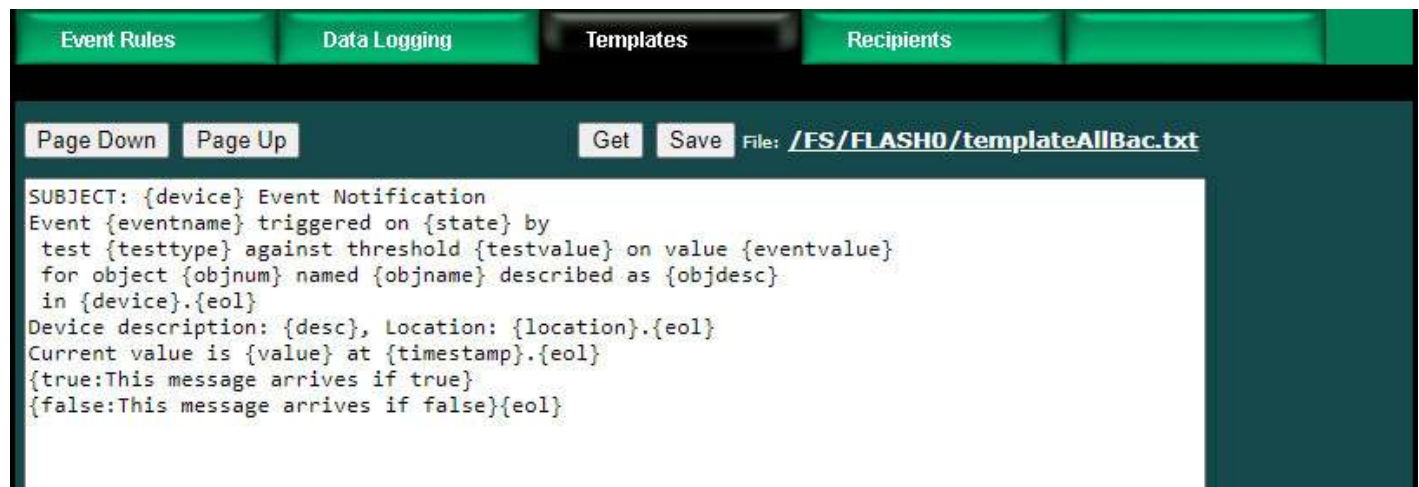 Event Rules Data Logging Templates Recipients
Page Down Page Up Get Save File: /FS/FLASH0/templateAllBac.txt
SUBJECT: {device} Event Notification
Event {eventname} triggered on {state} by
test {testtype} against threshold {testvalue} on value {eventvalue}
for object {objnum} named {objname} described as {objdesc}
in {device}.{eol}
Device description: {desc}, Location: {location}.{eol}
Current value is {value} at {timestamp}.{eol}
{true:This message arrives if true}
{false:This message arrives if false}{eol}